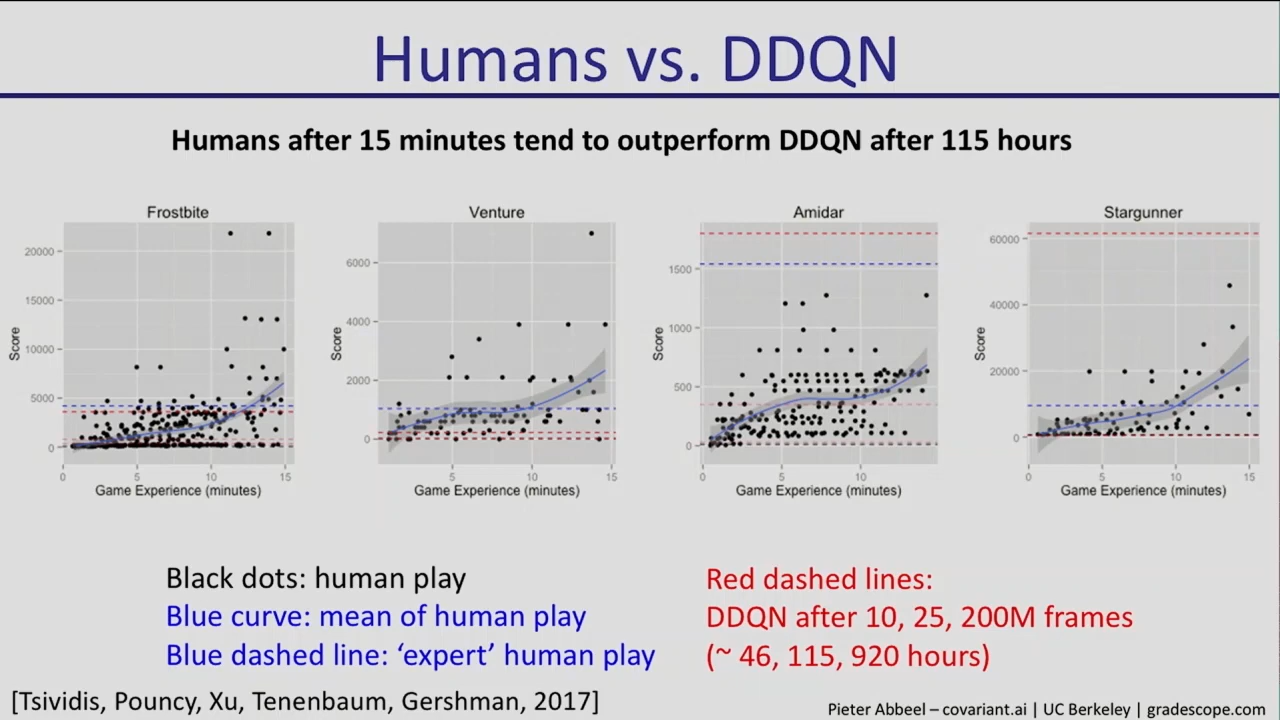 Humans vs. DDQN
Humans after 15 minutes tend to outperform DDQN after 115 hours
Frostbite
Score
20000
15000
10000
5000
0
0 5 10 15
Game Experience (minutes)
Venture
Score
6000
4000
2000
0
5 10 15
Game Experience (minutes)
Amidar
Score
1500
1000
500
0
0 5 10
Game Experience (minutes)
Stargunner
Score
60000
40000
20000
0
0 5 10 15
Game Experience (minutes)
Black dots: human play
Blue curve: mean of human play
Blue dashed line: ‘expert’ human play
Red dashed lines:
DDQN after 10, 25, 200M frames
(~ 46, 115, 920 hours)
[Tsividis, Pouncy, Xu, Tenenbaum, Gershman, 2017]
Pieter Abbeel – covariant.ai | UC Berkeley | gradescope.com